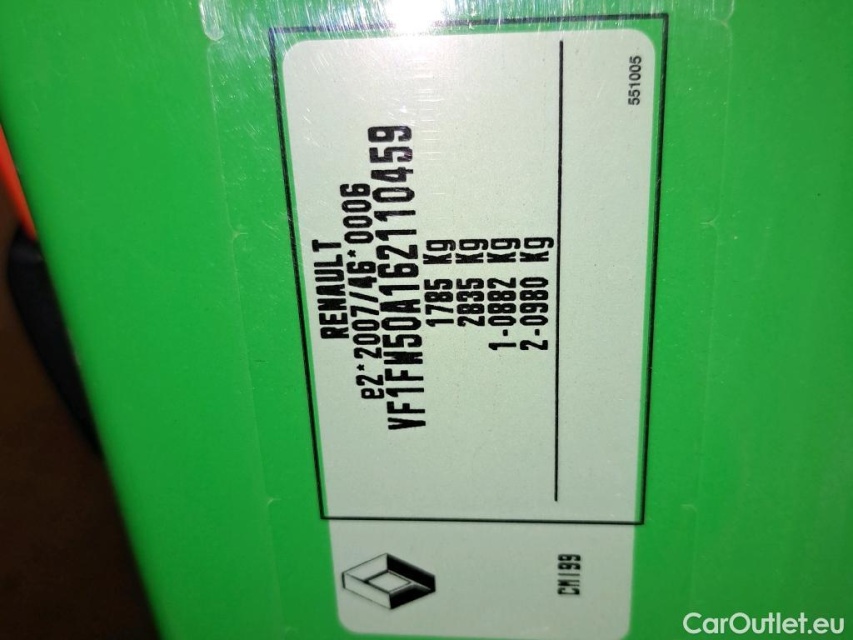 RENAULT
e2*2007/46*0006
VF1FW50A162110459
1785 Kg
2835 Kg
1-0882 Kg
2-0980 Kg
551005
CM199
CarOutlet.eu